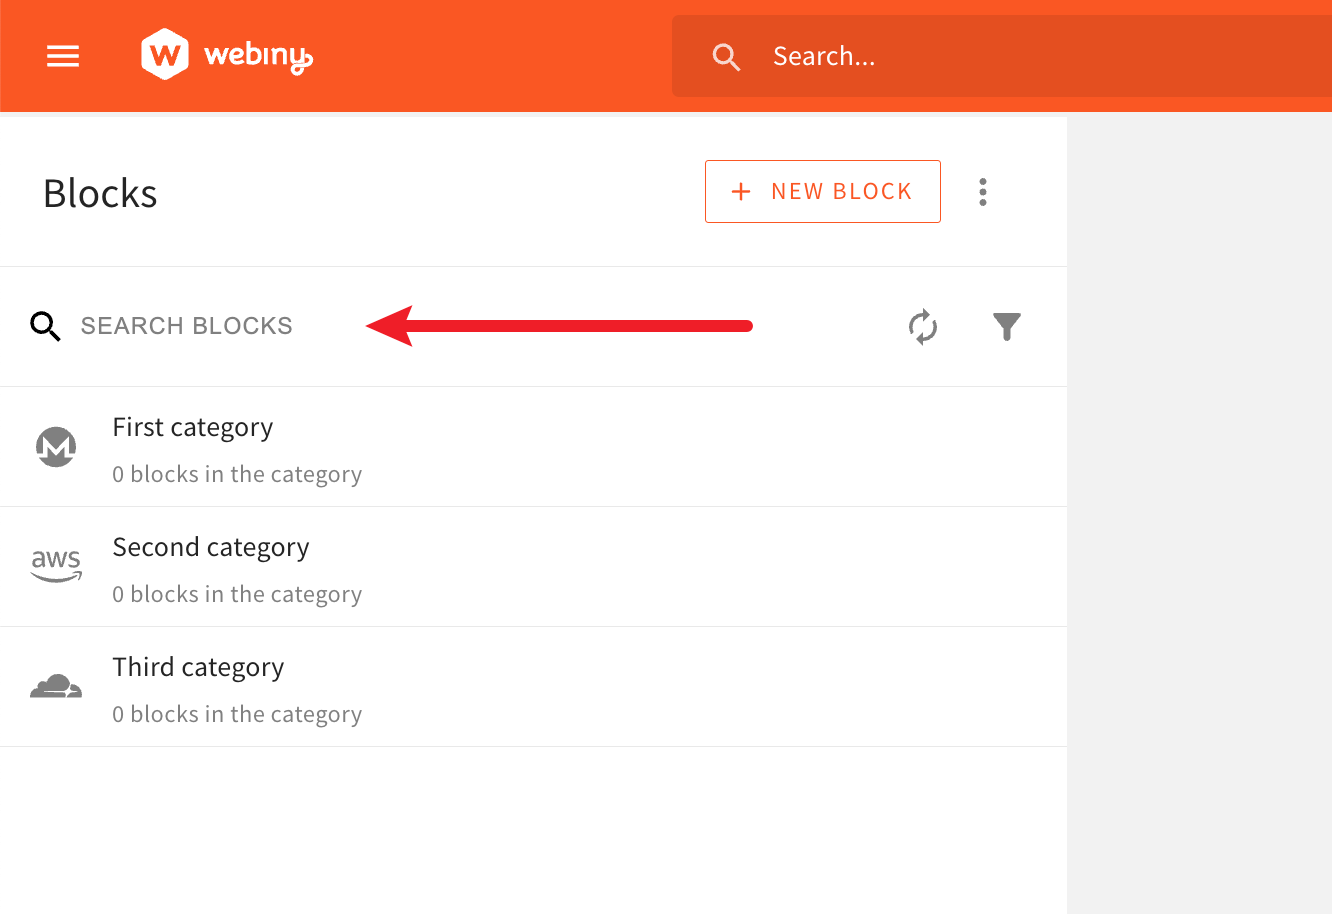 webiny
Search...
Blocks
+ NEW BLOCK
SEARCH BLOCKS
First category
0 blocks in the category
aws
Second category
0 blocks in the category
Third category
0 blocks in the category